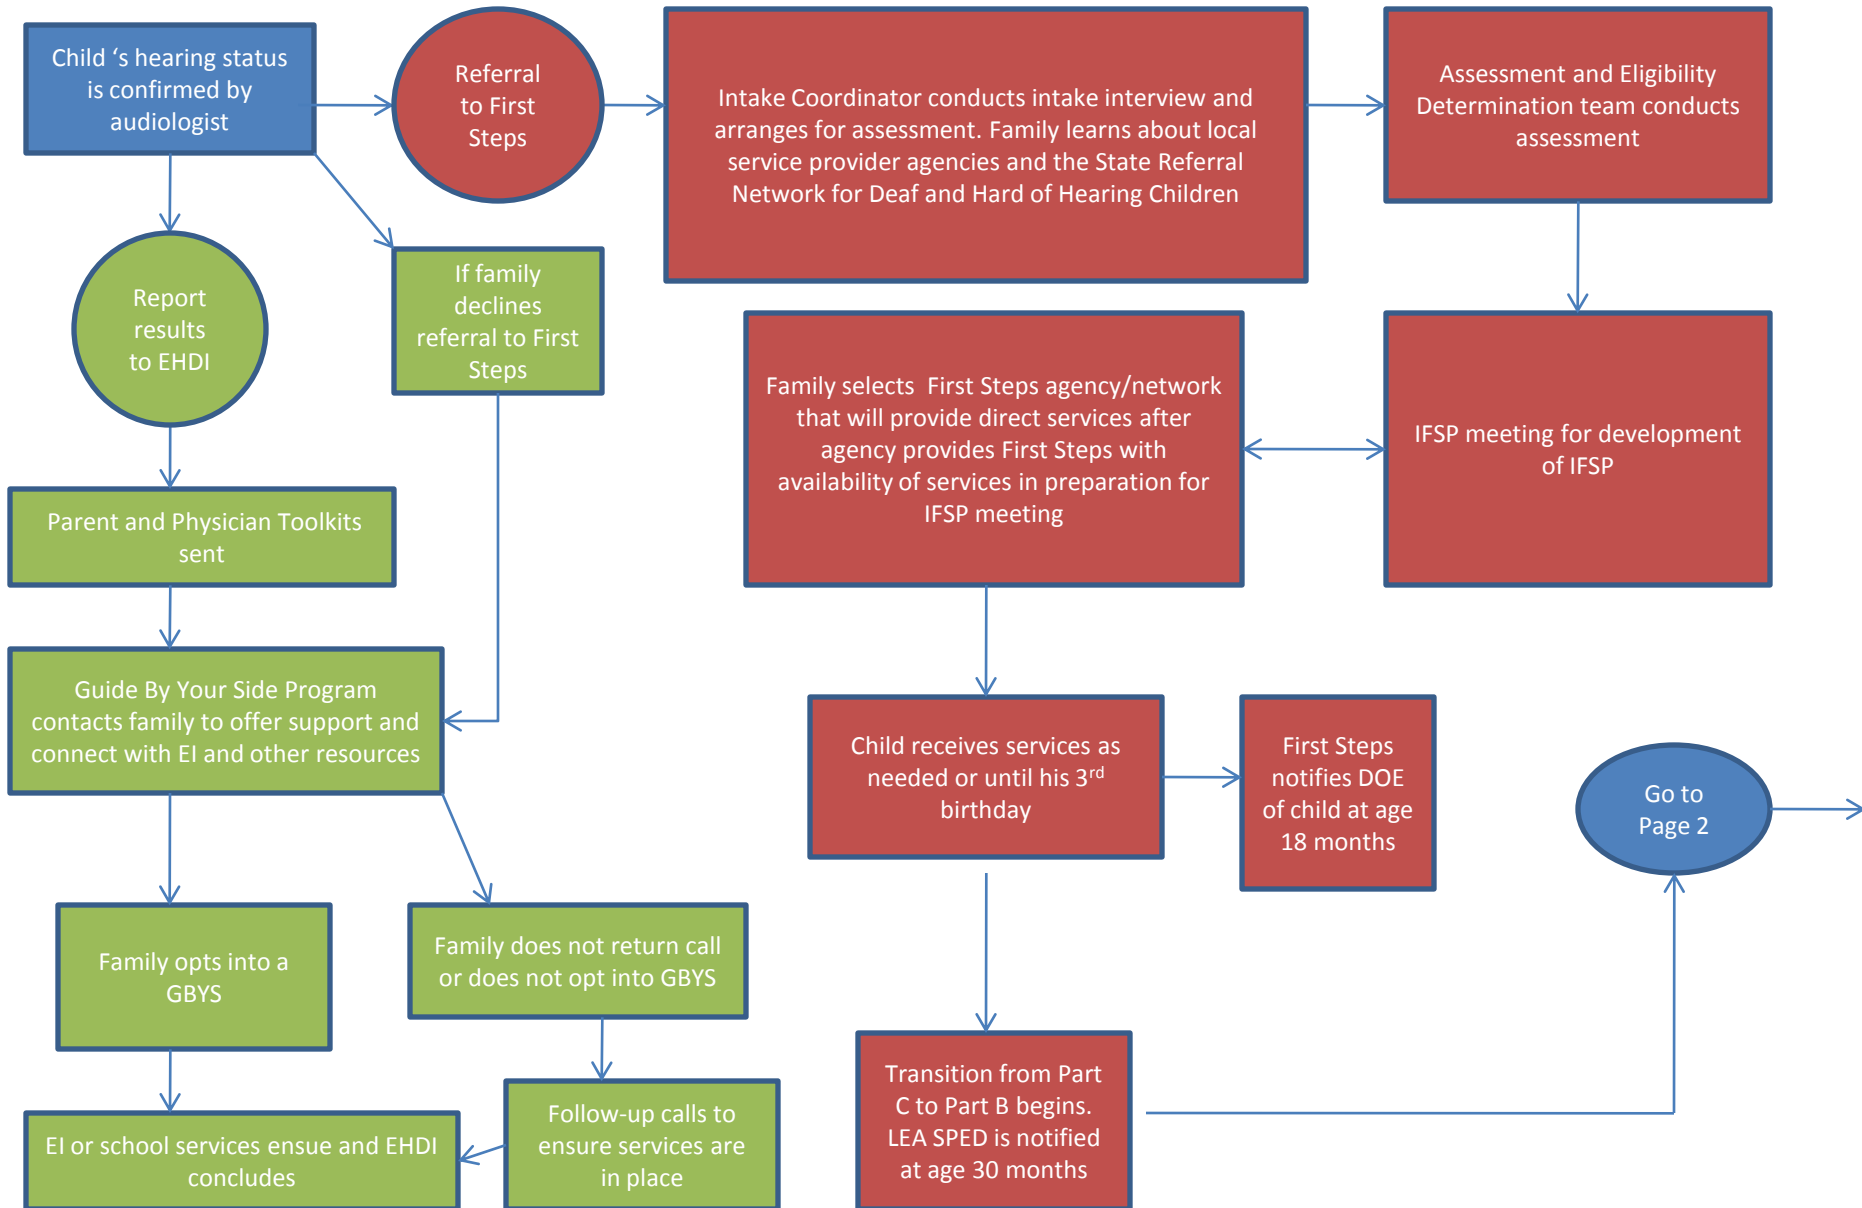 Child ‘s hearing status
is confirmed by
audiologist
Referral
to First
Steps
Intake Coordinator conducts intake interview and
arranges for assessment. Family learns about local
service provider agencies and the State Referral
Network for Deaf and Hard of Hearing Children
Assessment and Eligibility
Determination team conducts
assessment
Report
results
to EHDI
If family
declines
referral to First
Steps
Family selects First Steps agency/network
that will provide direct services after
agency provides First Steps with
availability of services in preparation for
IFSP meeting
IFSP meeting for development
of IFSP
Parent and Physician Toolkits
sent
Guide By Your Side Program
contacts family to offer support and
connect with EI and other resources
Child receives services as
needed or until his 3rd
birthday
First Steps
notifies DOE
of child at age
18 months
Go to
Page 2
Family opts into a
GBYS
Family does not return call
or does not opt into GBYS
Transition from Part
C to Part B begins.
LEA SPED is notified
at age 30 months
EI or school services ensue and EHDI
concludes
Follow-up calls to
ensure services are
in place